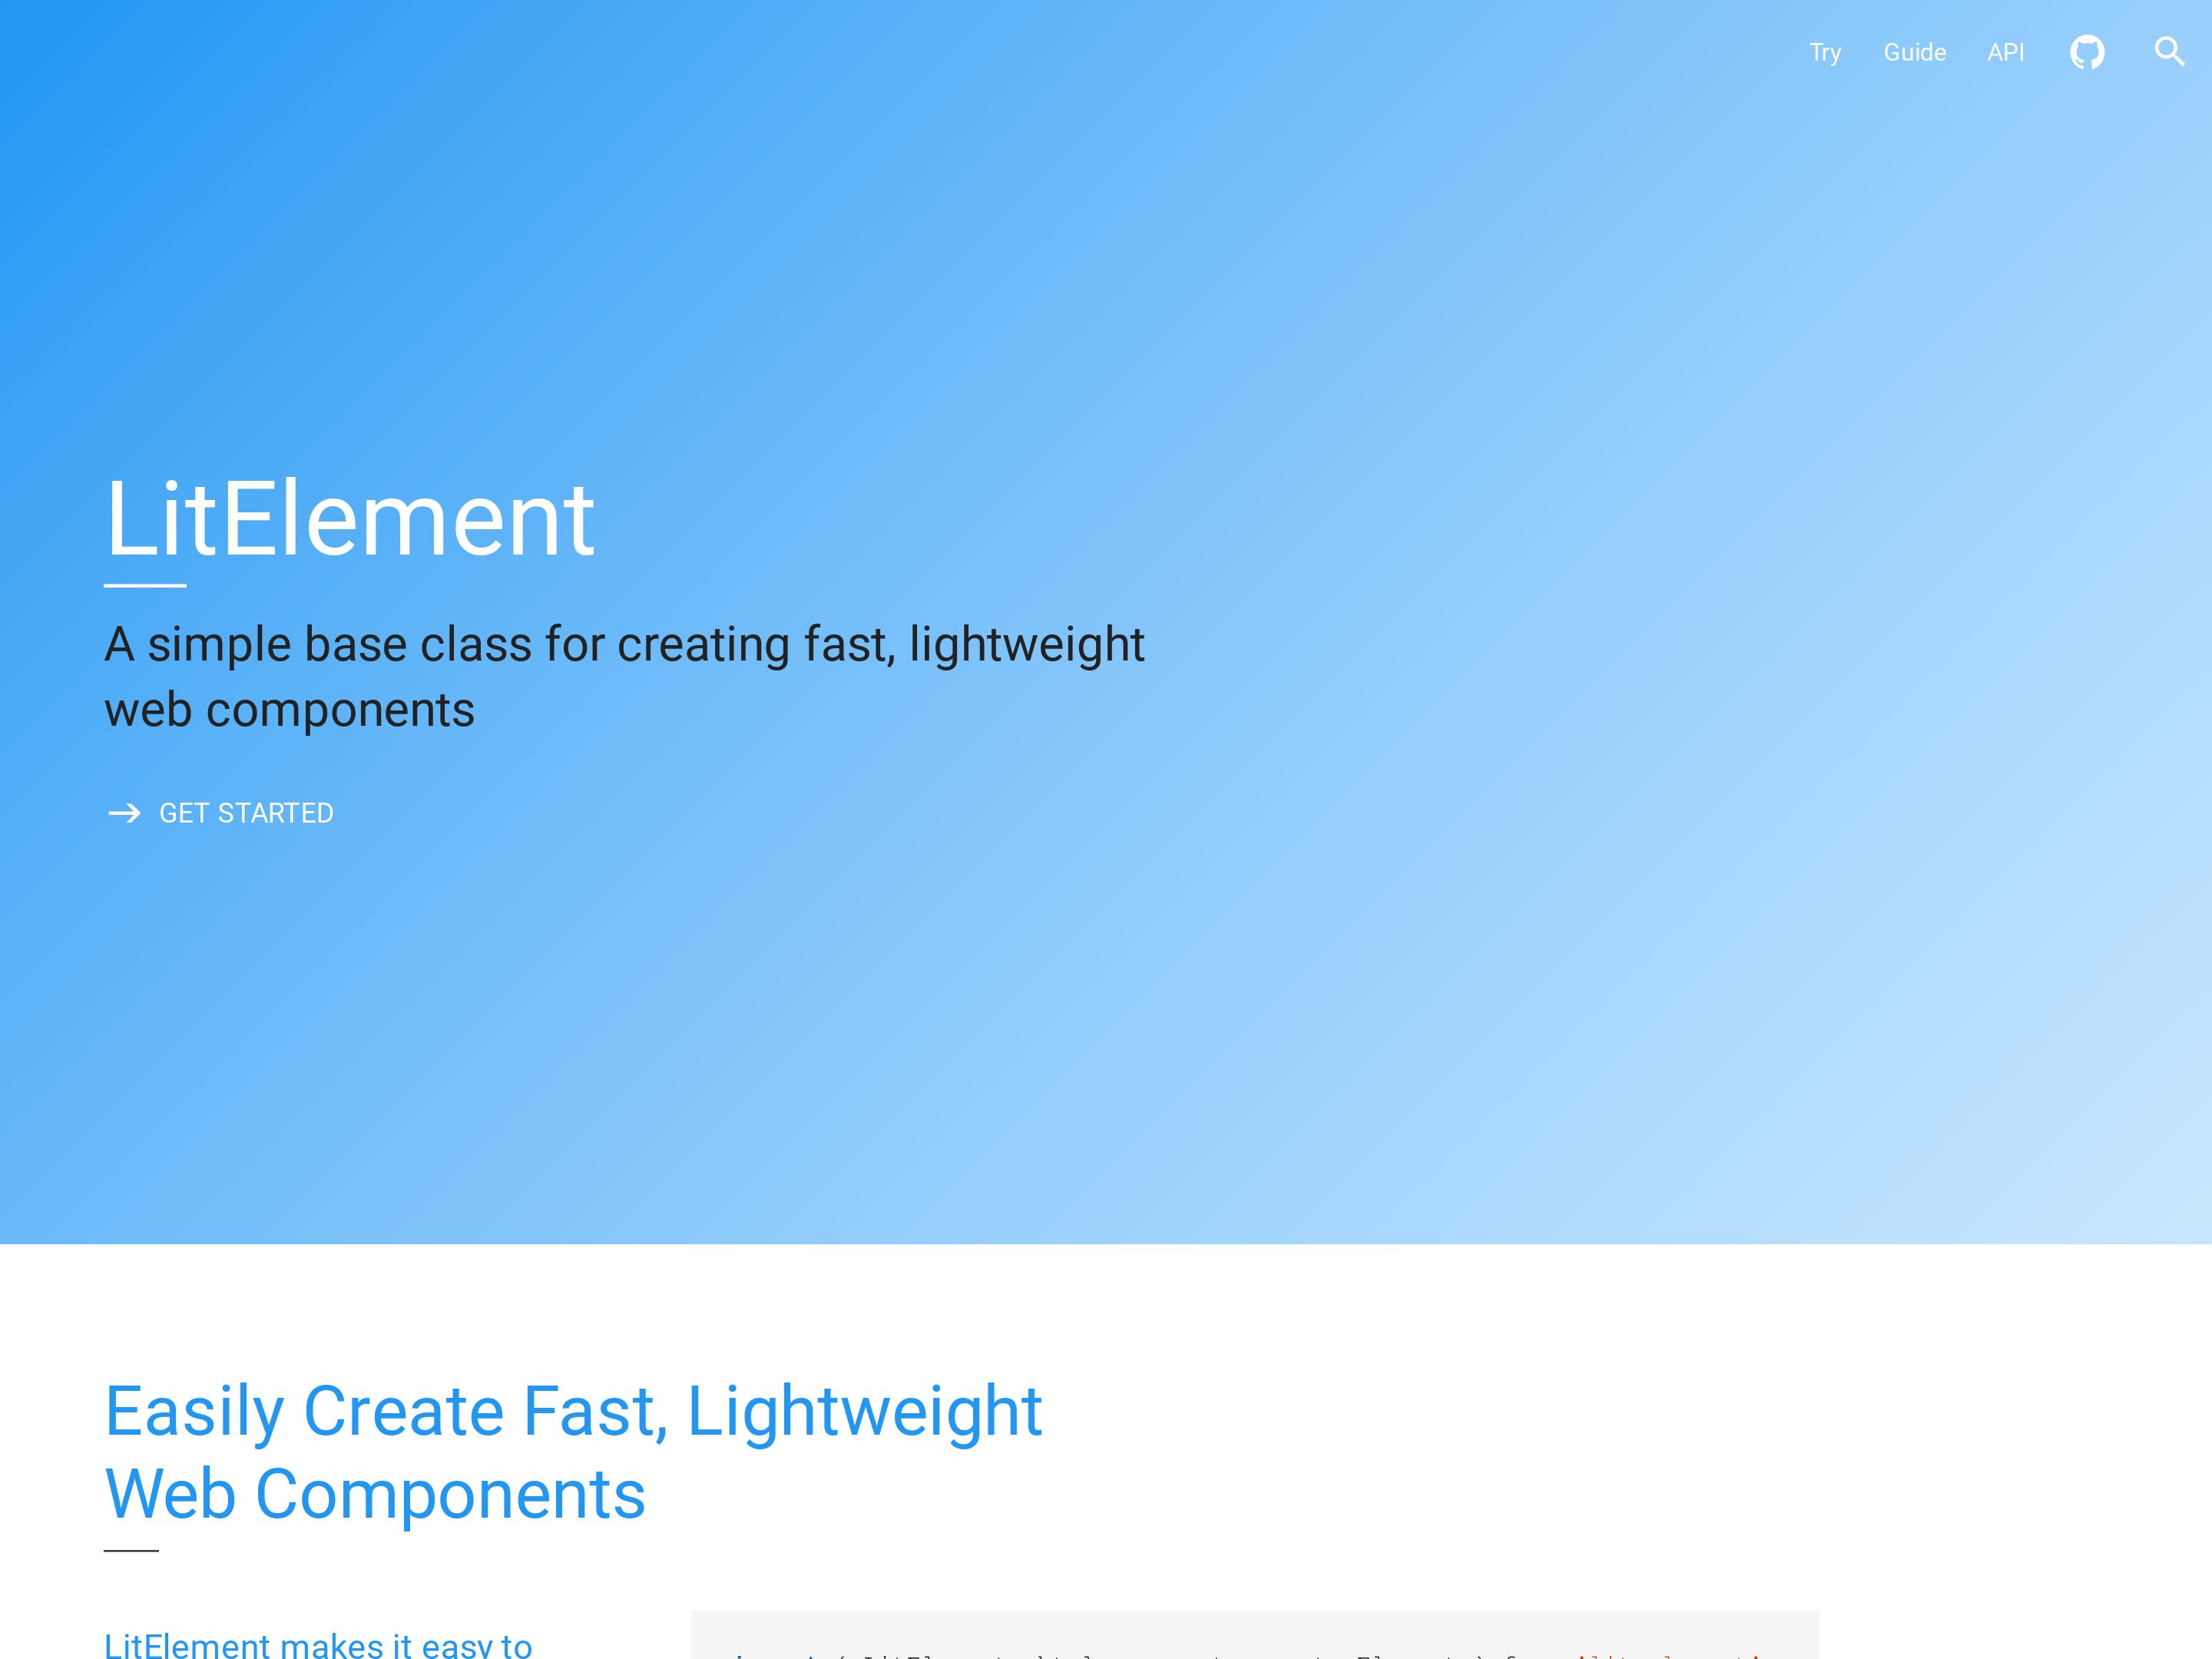 Try Guide API
LitElement
A simple base class for creating fast, lightweight
web components
GET STARTED
Easily Create Fast, Lightweight
Web Components
LitElement makes it easy to